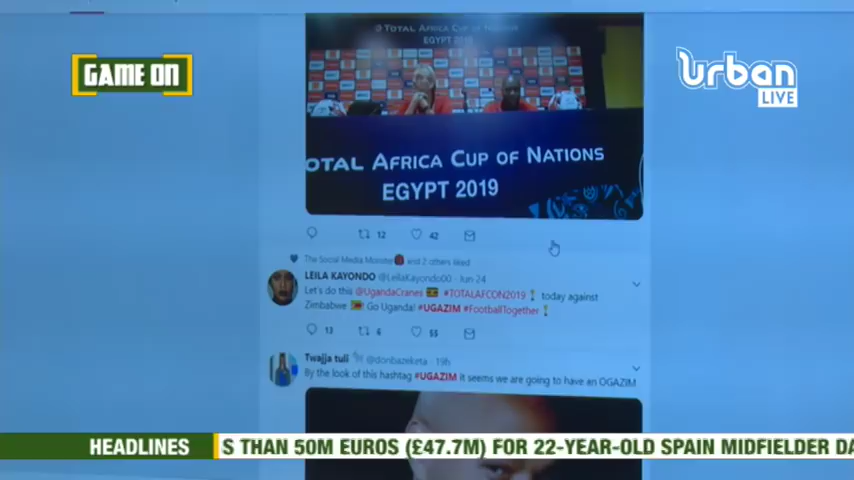 TOTAL AFRICA CUP OF NATIONS
EGYPT 2019
GAME ON
urban
LIVE
OTAL AFRICA CUP OF NATIONS
EGYPT 2019
12
42
The Social Media Monster and 2 others liked
LEILA KAYONDO @LeilaKayondo00 · Jun 24
Let's do this @UgandaCranes #TOTALAFCON2019 today against
Zimbabwe Go Uganda! #UGAZIM #FootballTogether
13
6
55
Twajja tuli @donbazeketa · 19h
By the look of this hashtag #UGAZIM it seems we are going to have an OGAZIM
HEADLINES
S THAN 50M EUROS (£47.7M) FOR 22-YEAR-OLD SPAIN MIDFIELDER DA